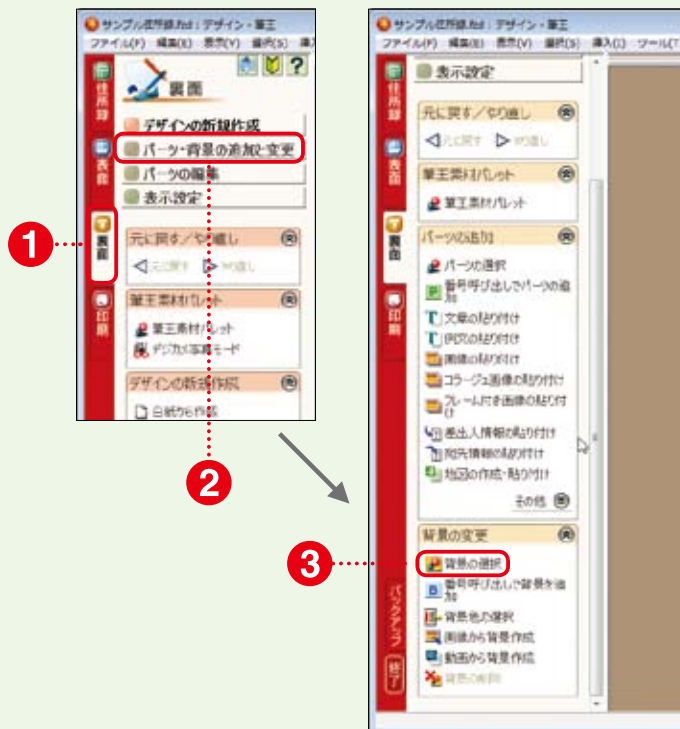 サンプル住所録.fzd : デザイン - 筆王
ファイル(F) 編集(E) 表示(V) 選択(S) 挿入
住所録
表面
裏面
印刷
裏面
?
デザインの新規作成
パーツ・背景の追加と変更
パーツの編集
表示設定
元に戻す/やり直し
元に戻す やり直し
筆王素材パレット
筆王素材パレット
デジカメ写真モード
デザインの新規作成
白紙から作成
1
2
サンプル住所録.fzd : デザイン - 筆王
ファイル(F) 編集(E) 表示(V) 選択(S) 挿入(I) ツール(T
住所録
表面
裏面
印刷
バックアップ
終了
表示設定
元に戻す/やり直し
元に戻す やり直し
筆王素材パレット
筆王素材パレット
パーツの追加
パーツの選択
番号呼び出しでパーツの追
加
文章の貼り付け
例文の貼り付け
画像の貼り付け
コラージュ画像の貼り付け
フレーム付き画像の貼り付
け
差出人情報の貼り付け
宛先情報の貼り付け
地図の作成・貼り付け
その他
背景の変更
3
背景の選択
番号呼び出しで背景を追
加
背景色の選択
画像から背景作成
動画から背景作成
背景の削除